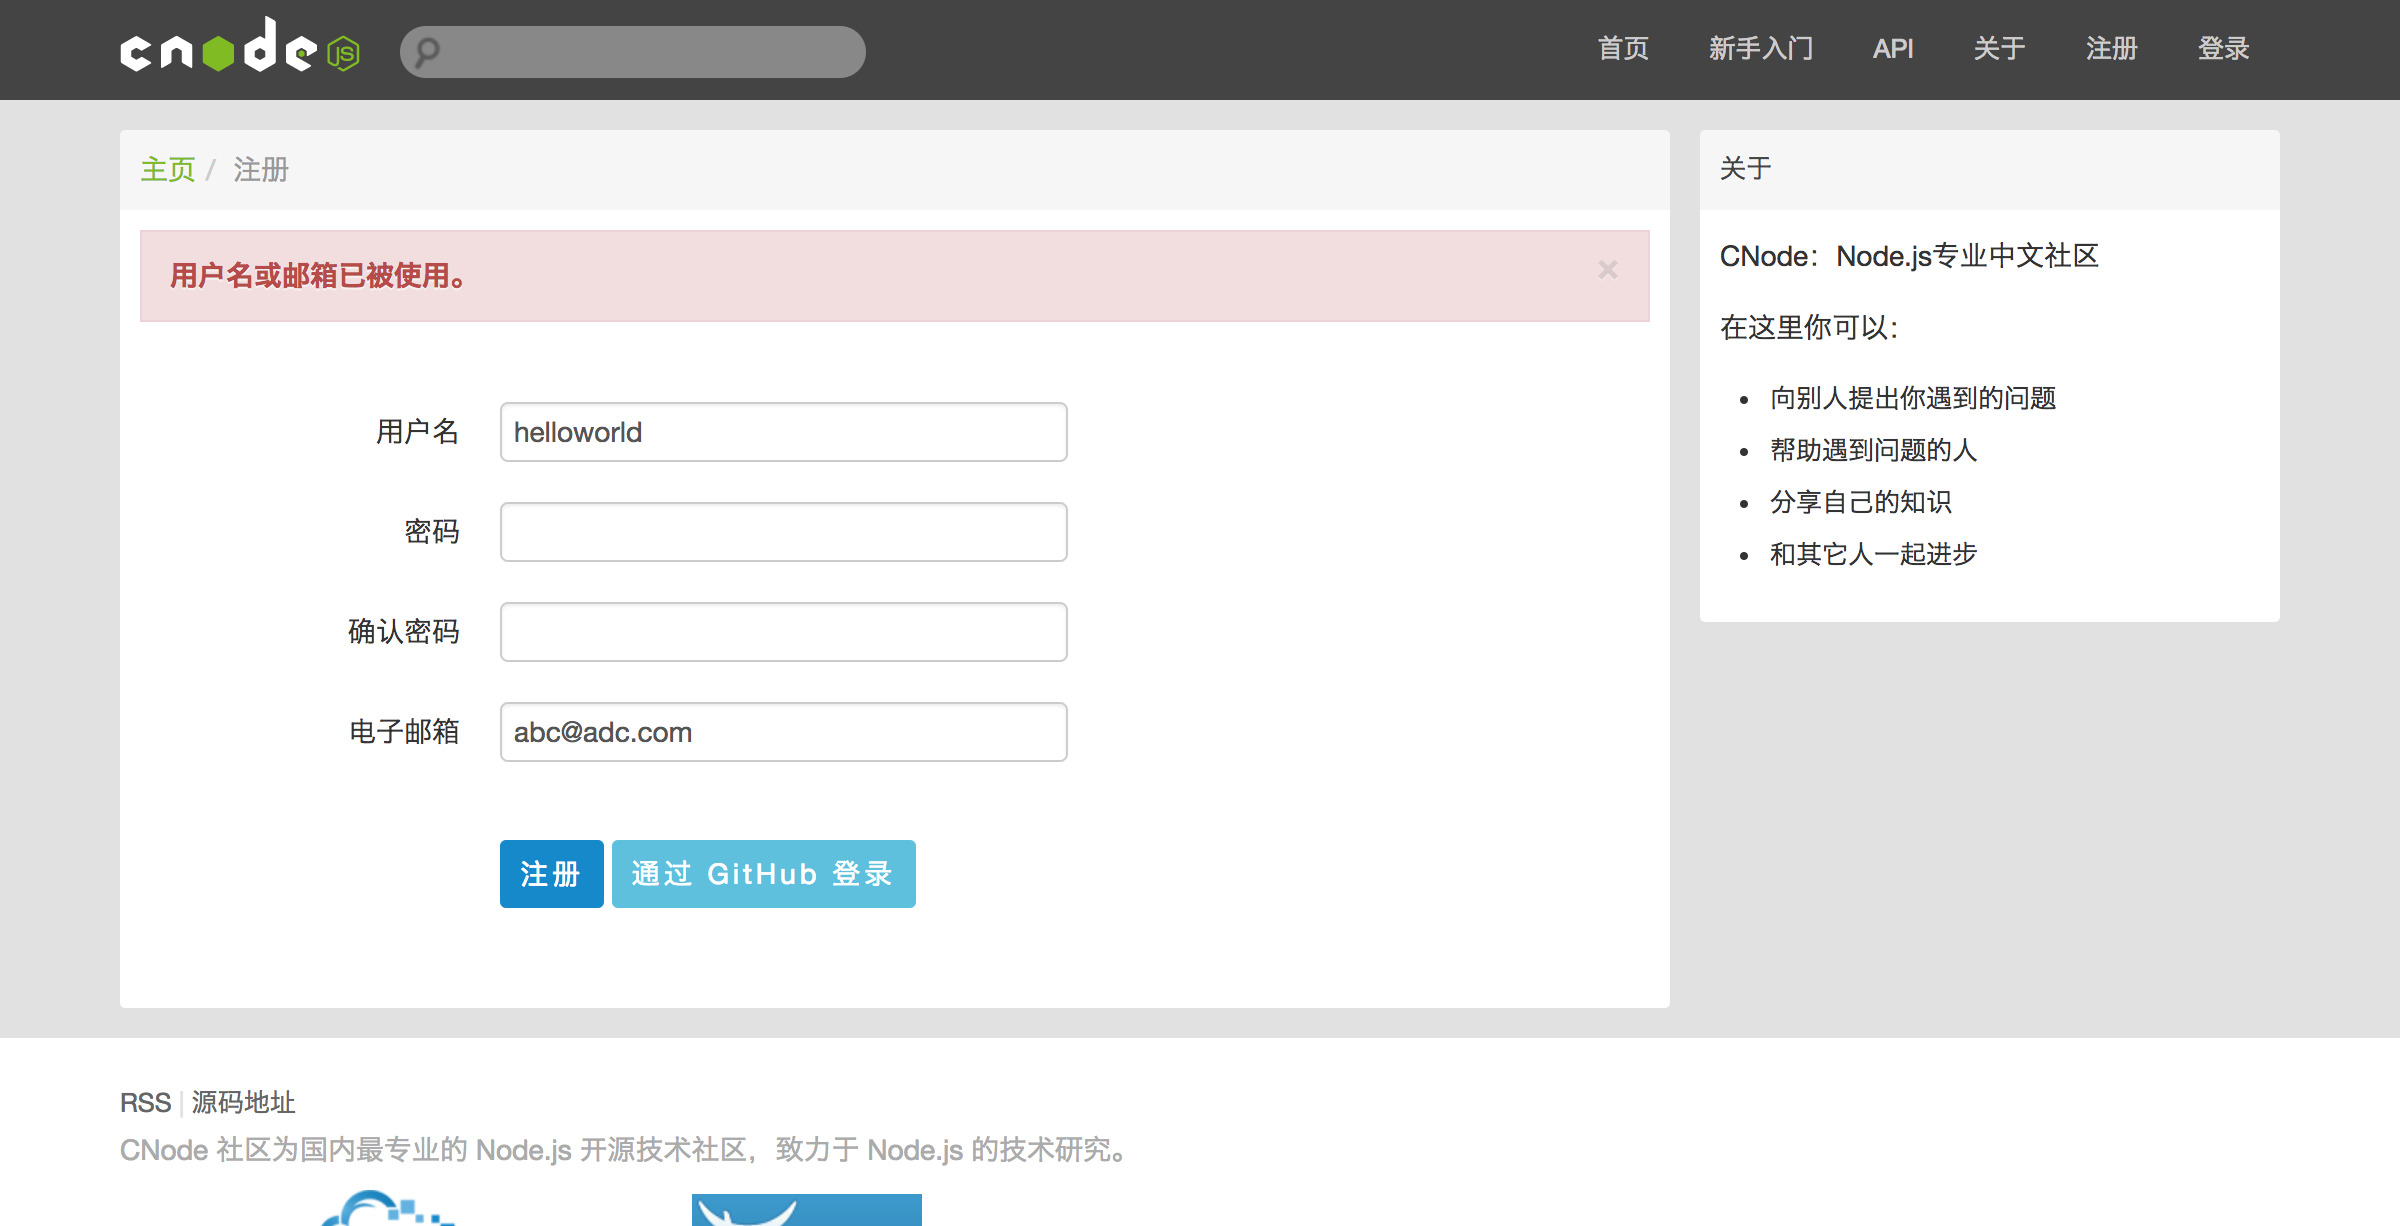 cnode JS
首页 新手入门 API 关于 注册 登录
主页 / 注册
用户名或邮箱已被使用。 ×
用户名 helloworld
密码
确认密码
电子邮箱 abc@adc.com
注册 通过 GitHub 登录
关于
CNode：Node.js专业中文社区
在这里你可以：
• 向别人提出你遇到的问题
• 帮助遇到问题的人
• 分享自己的知识
• 和其它人一起进步
RSS | 源码地址
CNode 社区为国内最专业的 Node.js 开源技术社区，致力于 Node.js 的技术研究。